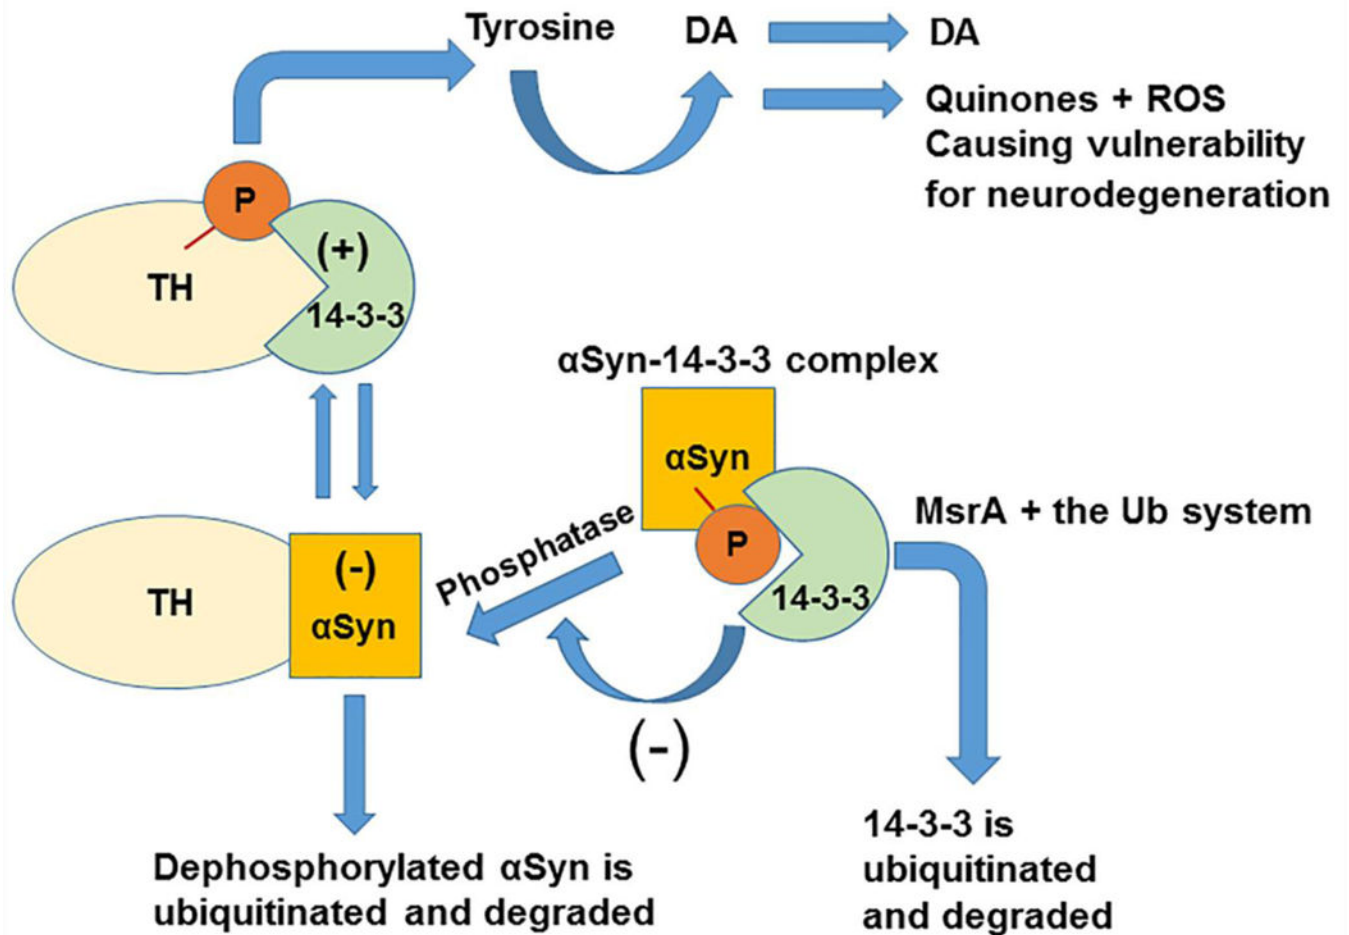 Tyrosine DA DA
Quinones + ROS
Causing vulnerability
for neurodegeneration
P
(+)
TH
14-3-3
αSyn-14-3-3 complex
αSyn
P
14-3-3
MsrA + the Ub system
Phosphatase
(-)
TH
αSyn
(-)
Dephosphorylated αSyn is
ubiquitinated and degraded
14-3-3 is
ubiquitinated
and degraded